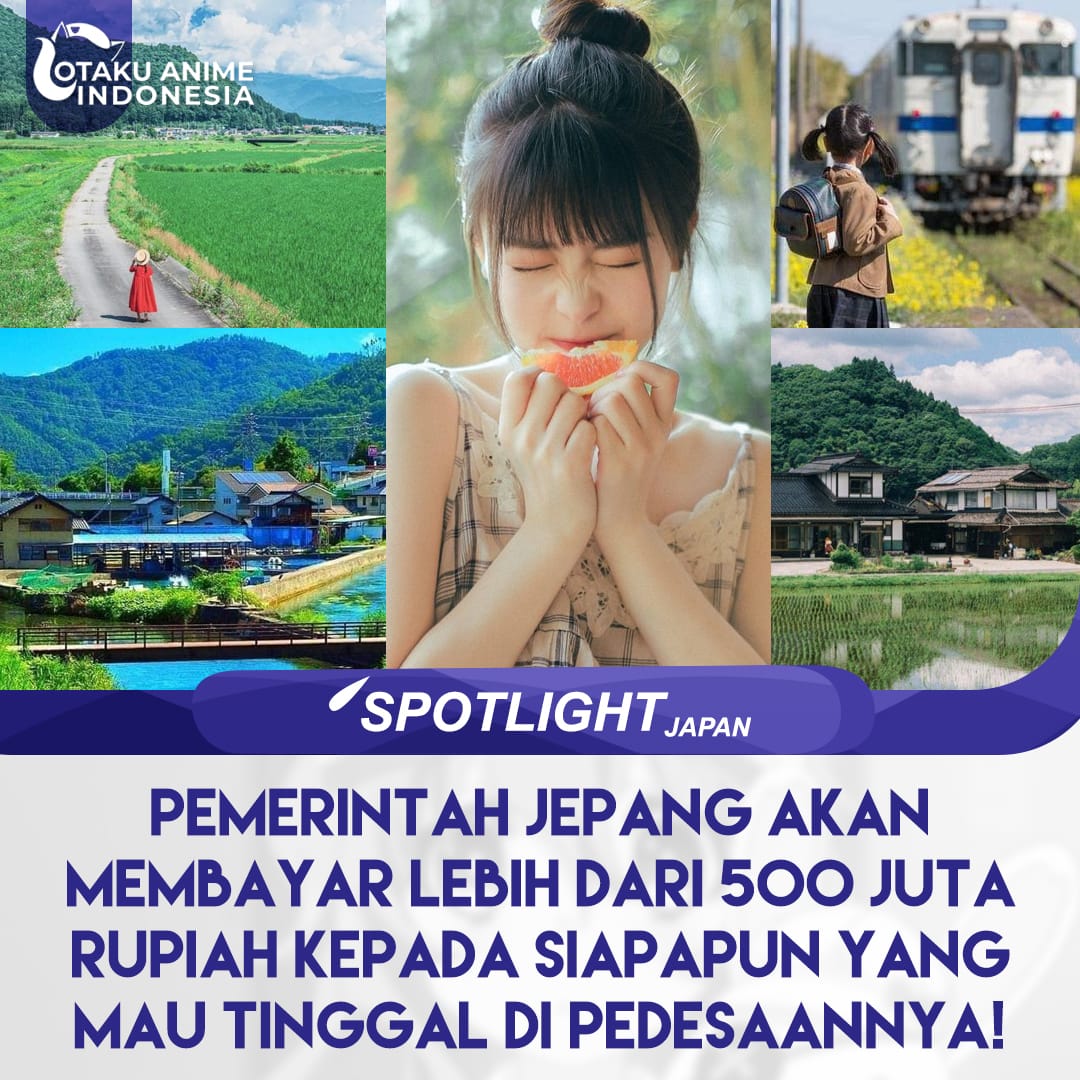 OTAKU ANIME
INDONESIA
SPOTLIGHT JAPAN
PEMERINTAH JEPANG AKAN
MEMBAYAR LEBIH DARI 500 JUTA
RUPIAH KEPADA SIAPAPUN YANG
MAU TINGGAL DI PEDESAANNYA!